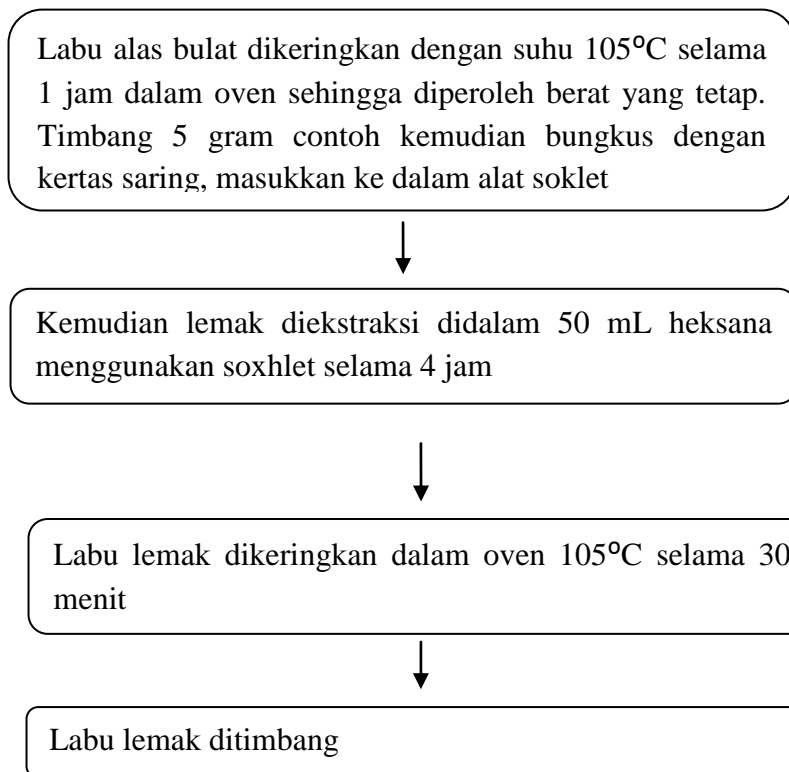 Labu alas bulat dikeringkan dengan suhu 105⁰C selama
1 jam dalam oven sehingga diperoleh berat yang tetap.
Timbang 5 gram contoh kemudian bungkus dengan
kertas saring, masukkan ke dalam alat soklet
Kemudian lemak diekstraksi didalam 50 mL heksana
menggunakan soxhlet selama 4 jam
Labu lemak dikeringkan dalam oven 105⁰C selama 30
menit
Labu lemak ditimbang